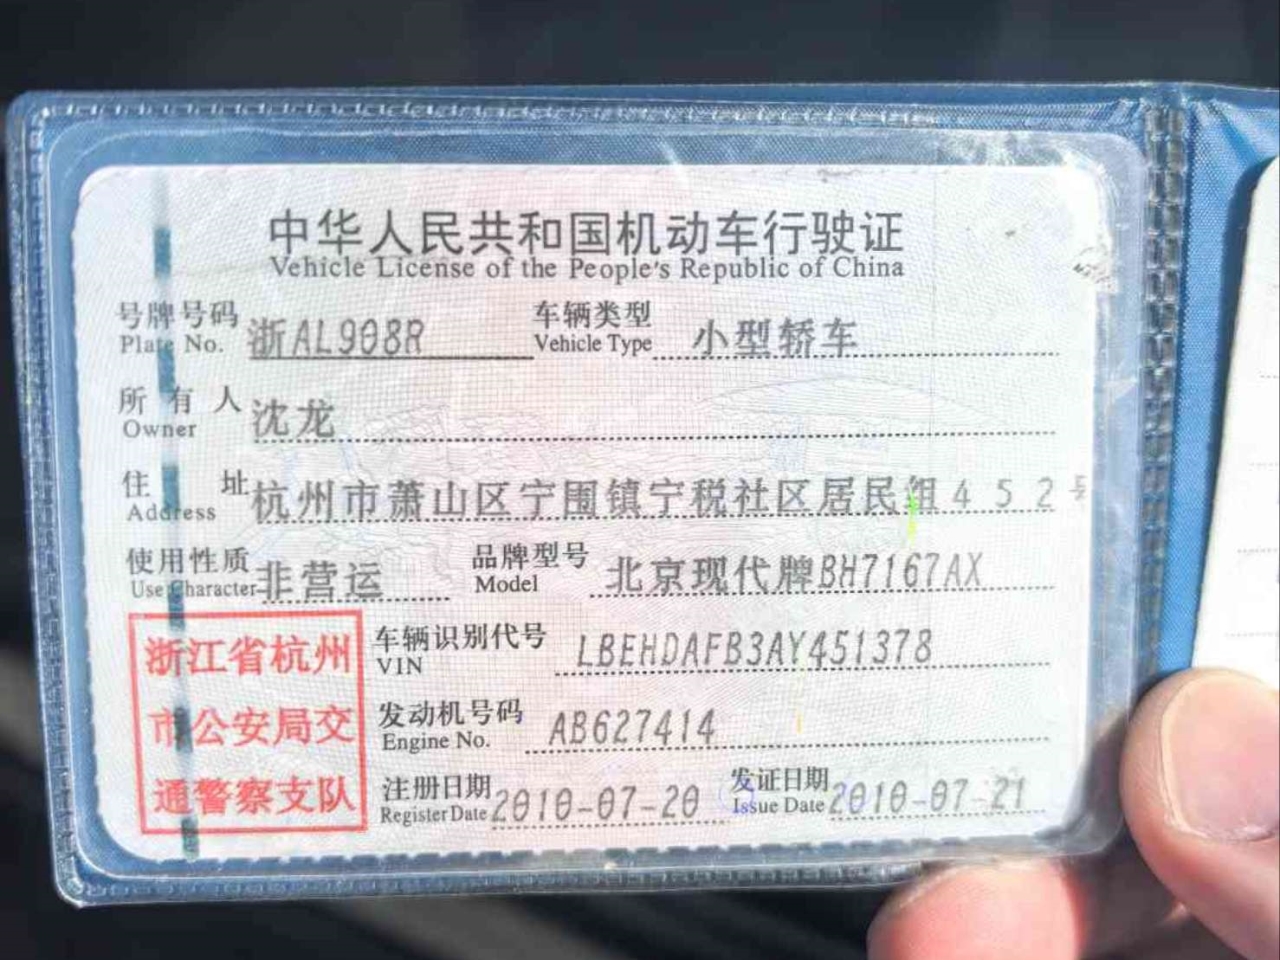 中华人民共和国机动车行驶证
Vehicle License of the People's Republic of China
号牌号码 浙AL908R 车辆类型 小型轿车
Plate No. Vehicle Type
所有人 沈龙
Owner
住址 杭州市萧山区宁围镇宁税社区居民组452号
Address
使用性质 非营运 品牌型号 北京现代牌BH7167AX
Use Character Model
浙江省杭州 车辆识别代号 LBEHDAFB3AY451378
VIN
市公安局交 发动机号码 AB627414
Engine No.
通警察支队 注册日期 2010-07-20 发证日期 2010-07-21
Register Date Issue Date